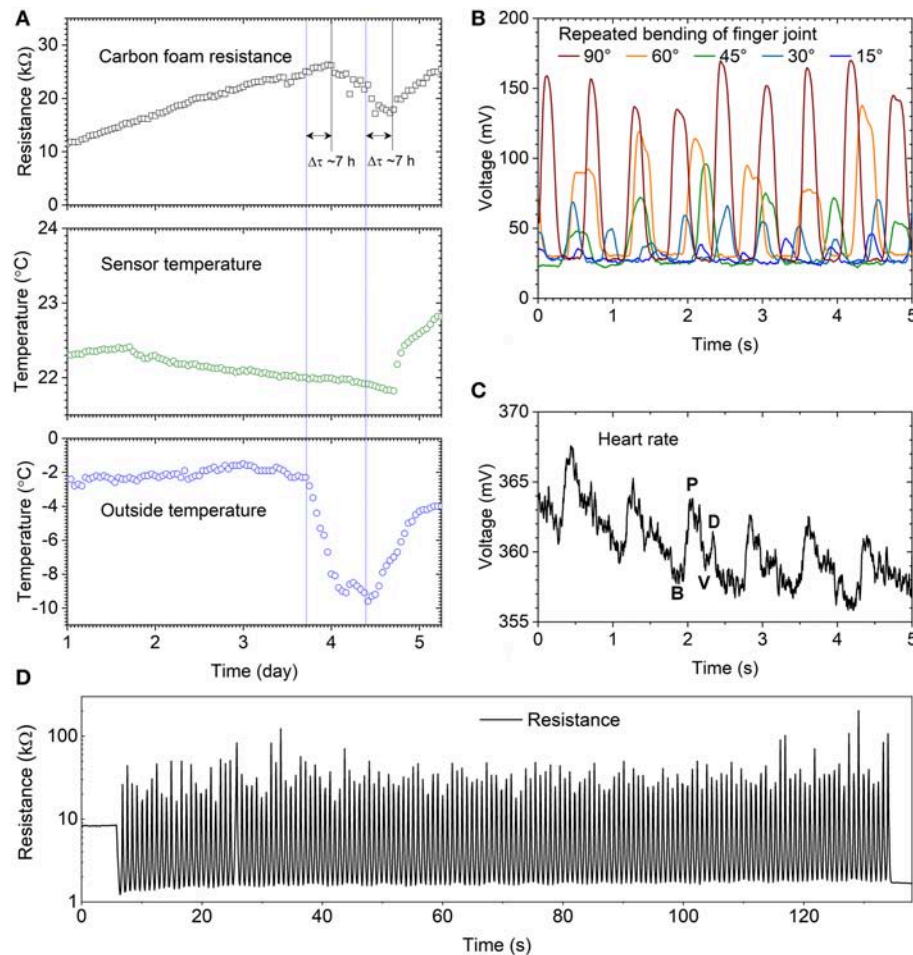 A
Carbon foam resistance
Resistance (kΩ)
30
20
10
0
Δτ ~7 h
Δτ ~7 h
Sensor temperature
Temperature (°C)
24
23
22
Outside temperature
Temperature (°C)
0
-2
-4
-6
-8
-10
1 2 3 4 5
Time (day)
B
Repeated bending of finger joint
90° 60° 45° 30° 15°
Voltage (mV)
200
150
100
50
0
0 1 2 3 4 5
Time (s)
C
Heart rate
Voltage (mV)
370
365
360
355
P
D
B
V
0 1 2 3 4 5
Time (s)
D
Resistance
Resistance (kΩ)
100
10
1
0 20 40 60 80 100 120
Time (s)